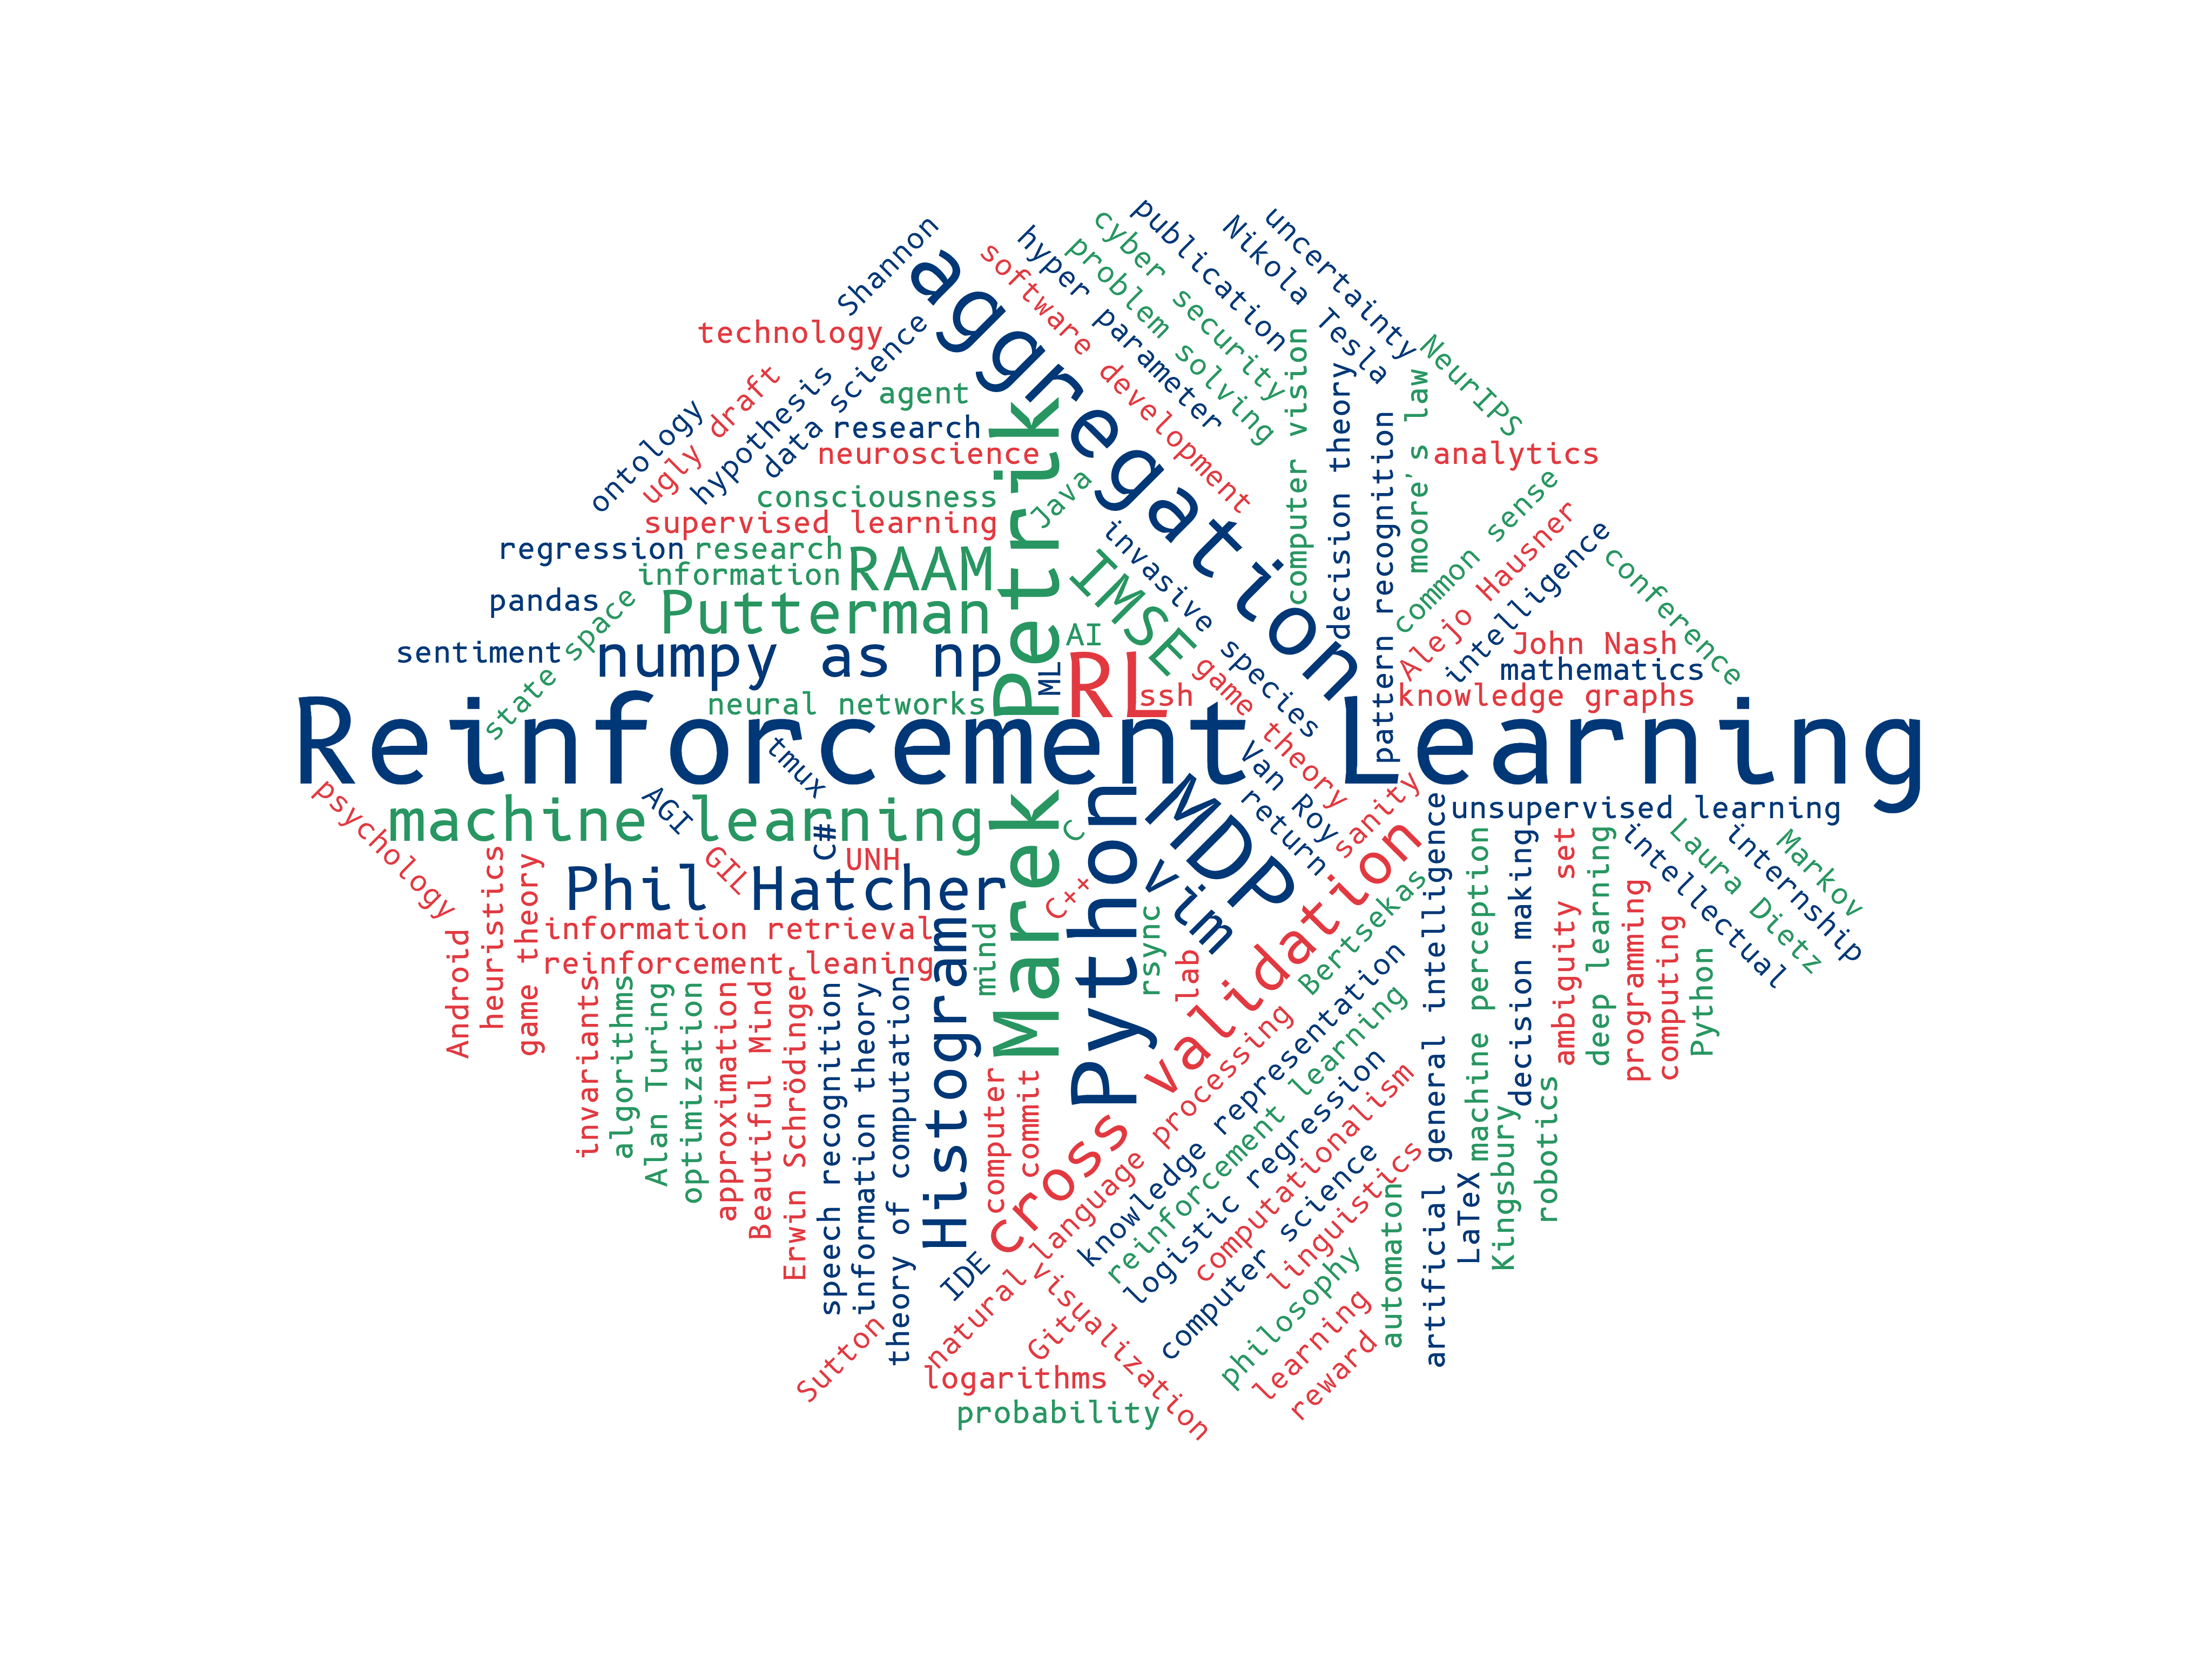 Shannon
technology
aggregation
software development
hyper parameter
problem solving
cyber security
publication
Nikola Tesla
uncertainty
NeurIPS
ontology
ugly draft
hypothesis
data science
agent
research
neuroscience
consciousness
supervised learning
regression
research
information
RAAM
Petrik
Java
computer vision
decision theory
pattern recognition
moore's law
analytics
common sense
Alejo Hausner
intelligence
conference
pandas
Putterman
IMSE
invasive species
AI
John Nash
mathematics
sentiment
state space
numpy as np
ML
RL
ssh
game theory
knowledge graphs
neural networks
Reinforcement Learning
tmux
Van Roy
return
sanity
psychology
machine learning
AGI
GIL
C#
UNH
Marek
C
C++
Python
MDP
Vim
unsupervised learning
Phil Hatcher
information retrieval
reinforcement leaning
Android
heuristics
game theory
invariants
algorithms
Alan Turing
optimization
approximation
Beautiful Mind
Erwin Schrödinger
speech recognition
information theory
theory of computation
Histogram
mind
computer
commit
rsync
lab
cross validation
Bertsekas
natural language processing
knowledge representation
reinforcement learning
logistic regression
computationalism
computer science
linguistics
philosophy
learning
reward
automaton
artificial general intelligence
LaTeX
machine perception
Kingsbury
decision making
robotics
ambiguity set
deep learning
programming
computing
Python
intellectual
Laura Dietz
internship
Markov
IDE
Sutton
Git
visualization
logarithms
probability